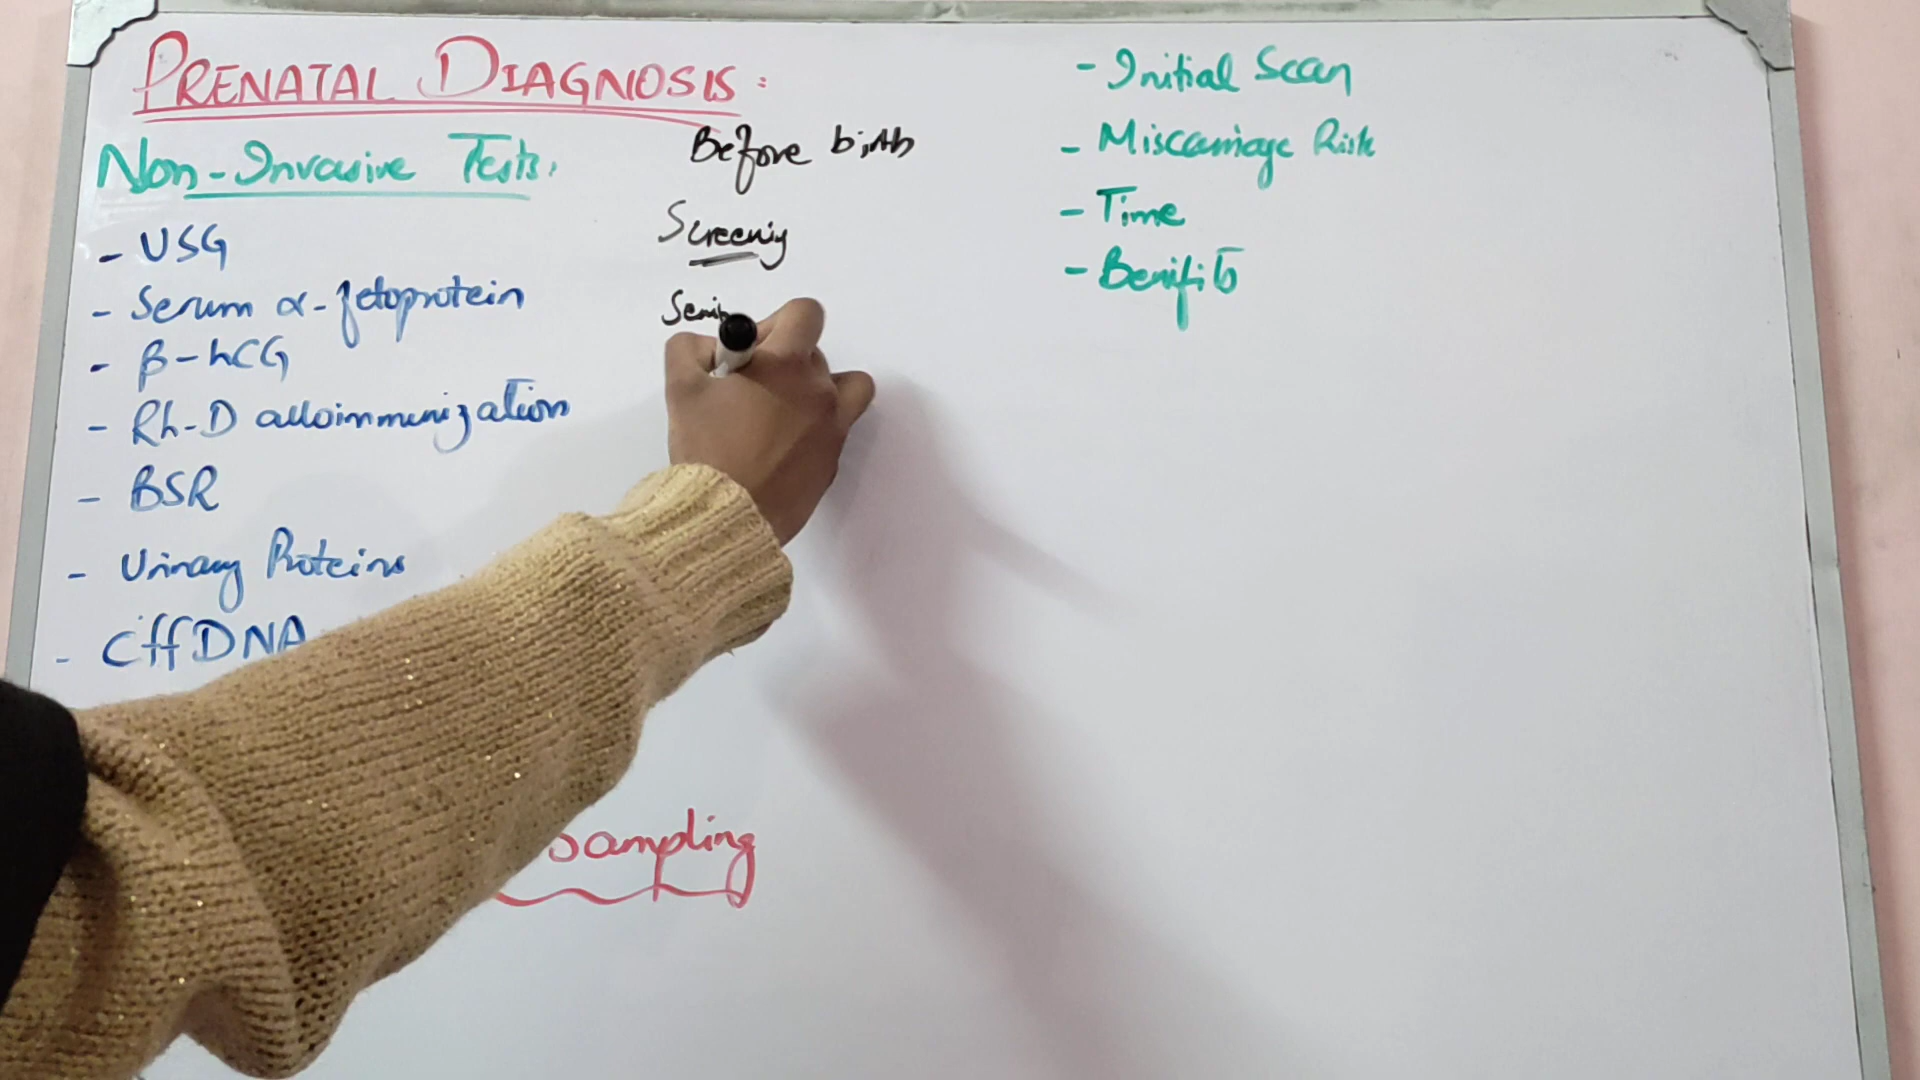 PRENATAL DIAGNOSIS:
Non-Invasive Tests:
- USG
- Serum α-fetoprotein
- β-hCG
- Rh-D alloimmunization
- BSR
- Urinary Proteins
- CffDNA
Sampling
Before birth
Screening
- Initial Scan
- Miscarriage Risk
- Time
- Benifits